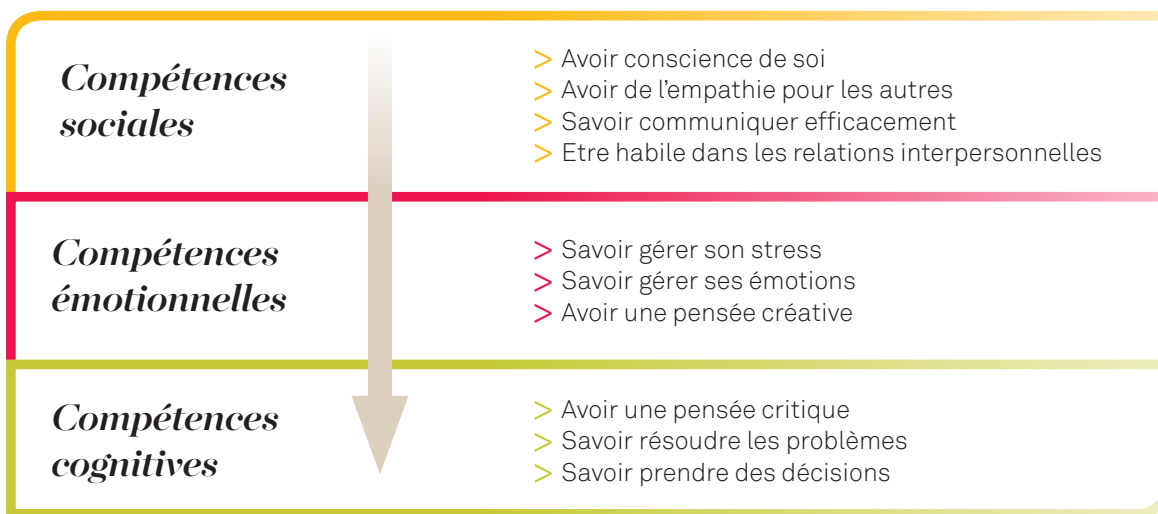 Compétences
sociales
> Avoir conscience de soi
> Avoir de l'empathie pour les autres
> Savoir communiquer efficacement
> Etre habile dans les relations interpersonnelles
Compétences
émotionnelles
> Savoir gérer son stress
> Savoir gérer ses émotions
> Avoir une pensée créative
Compétences
cognitives
> Avoir une pensée critique
> Savoir résoudre les problèmes
> Savoir prendre des décisions